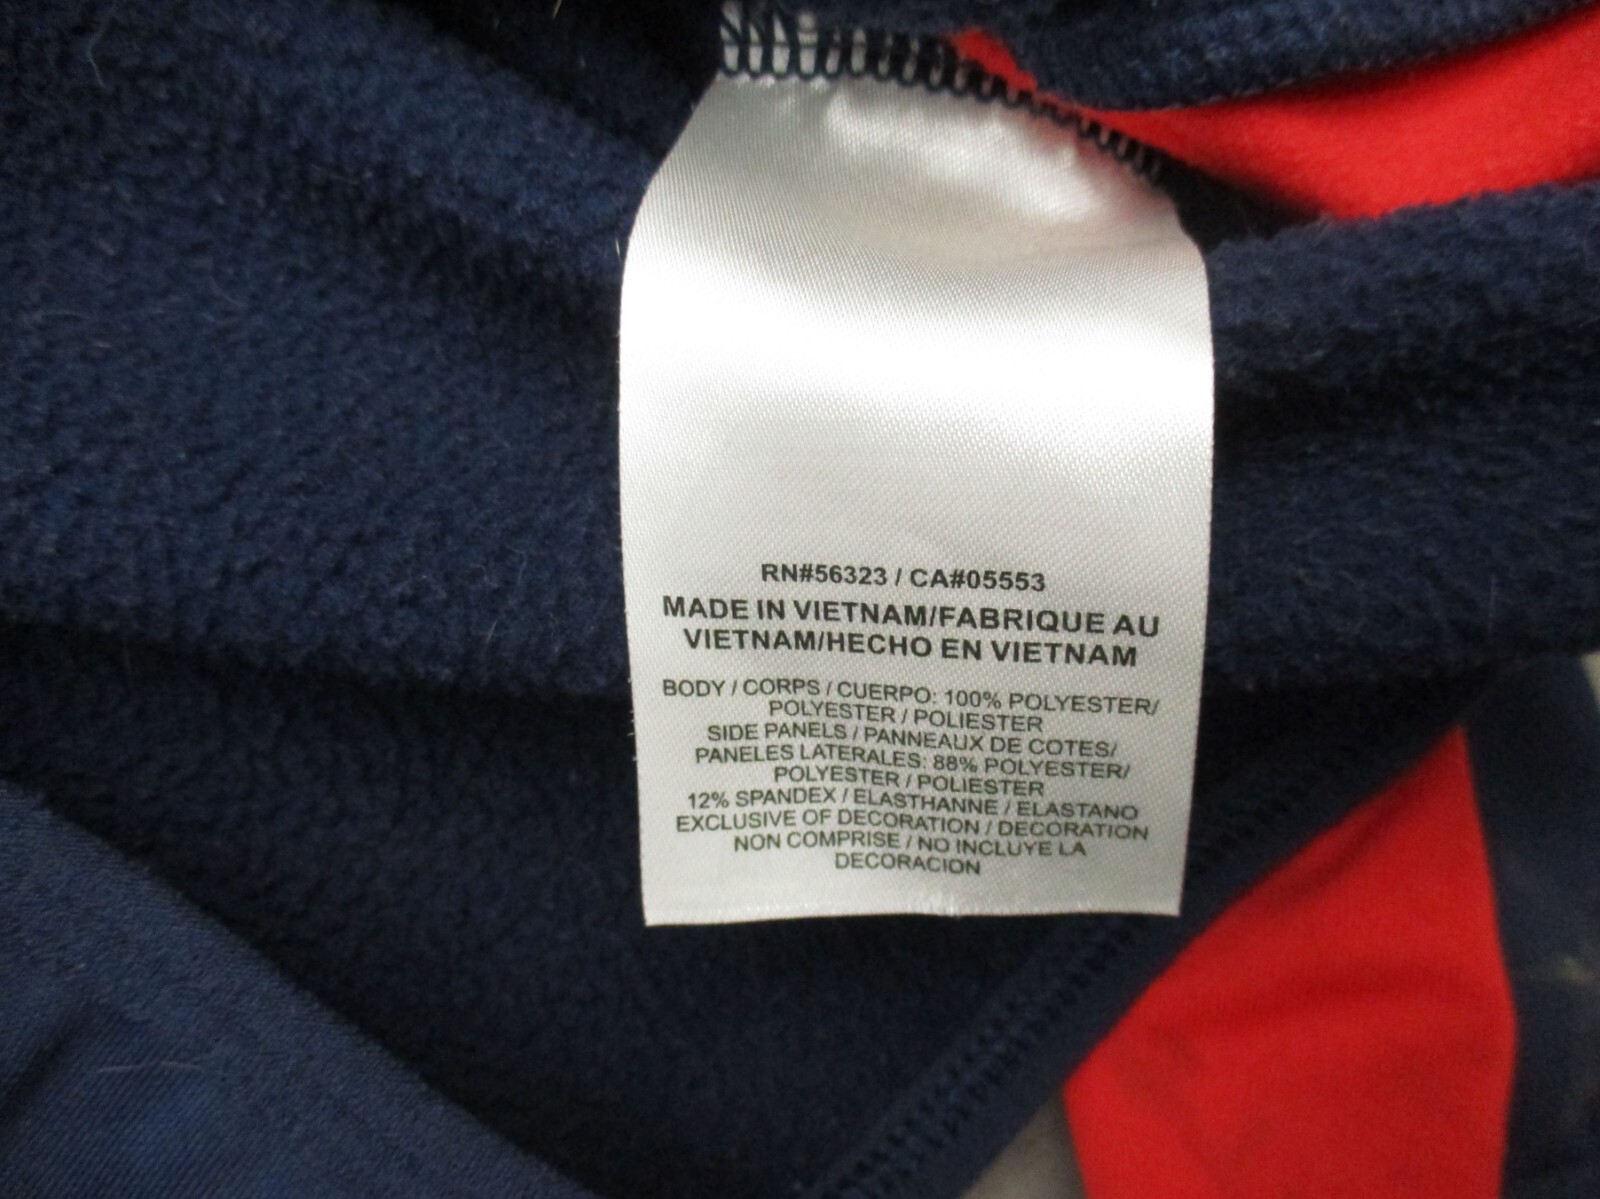 RN#56323 / CA#05553
MADE IN VIETNAM/FABRIQUE AU
VIETNAM/HECHO EN VIETNAM
BODY / CORPS / CUERPO: 100% POLYESTER/
POLYESTER / POLIESTER
SIDE PANELS / PANNEAUX DE COTES/
PANELES LATERALES: 88% POLYESTER/
POLYESTER / POLIESTER
12% SPANDEX / ELASTHANNE / ELASTANO
EXCLUSIVE OF DECORATION / DECORATION
NON COMPRISE / NO INCLUYE LA
DECORACION